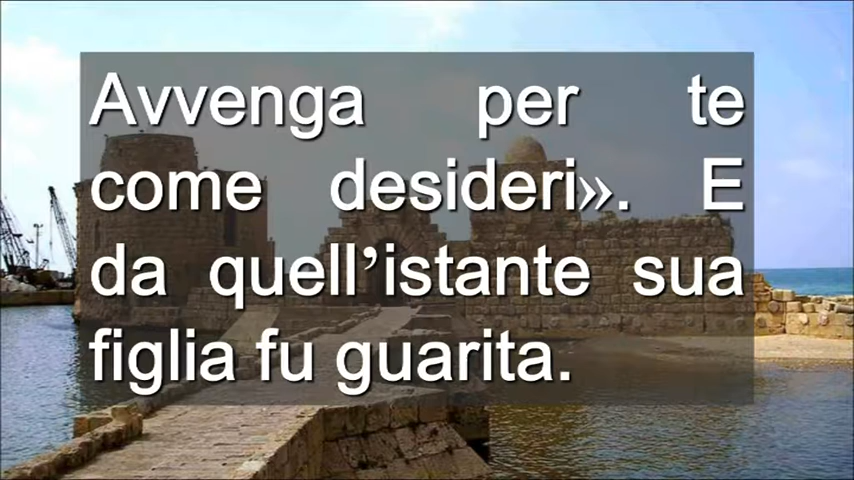 Avvenga per te
come desideri». E
da quell’istante sua
figlia fu guarita.